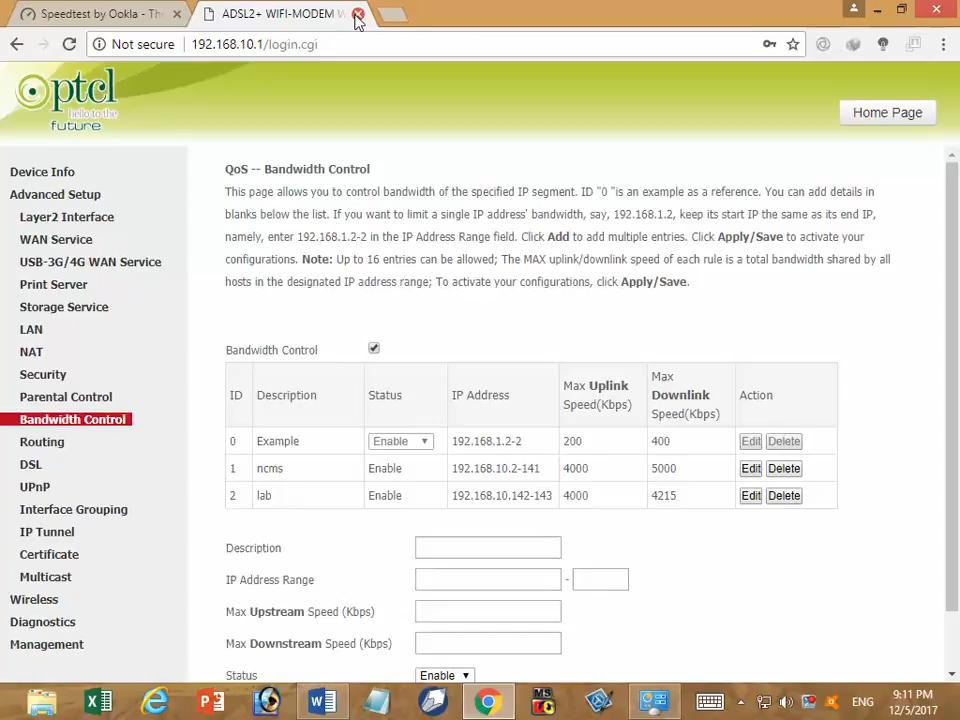 Speedtest by Ookla - The
ADSL2+ WIFI-MODEM W
Not secure
192.168.10.1/login.cgi
ptcl
hello to the
future
Home Page
Device Info
Advanced Setup
Layer2 Interface
WAN Service
USB-3G/4G WAN Service
Print Server
Storage Service
LAN
NAT
Security
Parental Control
Bandwidth Control
Routing
DSL
UPnP
Interface Grouping
IP Tunnel
Certificate
Multicast
Wireless
Diagnostics
Management
QoS -- Bandwidth Control
This page allows you to control bandwidth of the specified IP segment. ID "0 "is an example as a reference. You can add details in
blanks below the list. If you want to limit a single IP address' bandwidth, say, 192.168.1.2, keep its start IP the same as its end IP,
namely, enter 192.168.1.2-2 in the IP Address Range field. Click Add to add multiple entries. Click Apply/Save to activate your
configurations. Note: Up to 16 entries can be allowed; The MAX uplink/downlink speed of each rule is a total bandwidth shared by all
hosts in the designated IP address range; To activate your configurations, click Apply/Save.
Bandwidth Control
ID Description Status IP Address Max Uplink Speed(Kbps) Max Downlink Speed(Kbps) Action
0 Example Enable 192.168.1.2-2 200 400 Edit Delete
1 ncms Enable 192.168.10.2-141 4000 5000 Edit Delete
2 lab Enable 192.168.10.142-143 4000 4215 Edit Delete
Description
IP Address Range -
Max Upstream Speed (Kbps)
Max Downstream Speed (Kbps)
Status Enable
MS
ENG
9:11 PM
12/5/2017